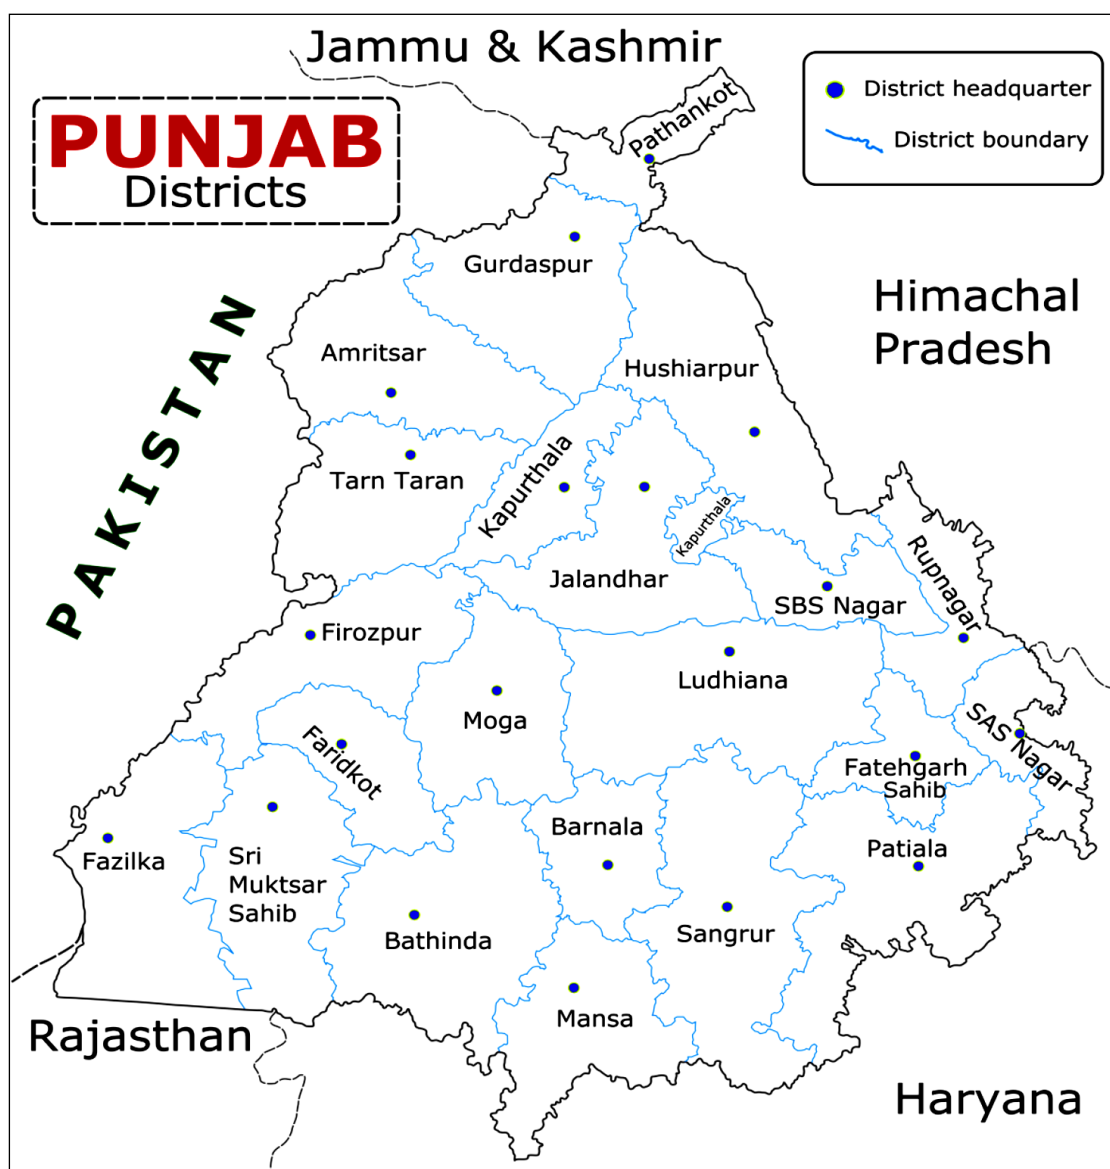 Jammu & Kashmir
PUNJAB
Districts
District headquarter
District boundary
Pathankot
Gurdaspur
Himachal
Pradesh
PAKISTAN
Amritsar
Hushiarpur
Tarn Taran
Kapurthala
Kapurthala
Rupnagar
Jalandhar
SBS Nagar
Firozpur
Ludhiana
Moga
SAS Nagar
Faridkot
Fatehgarh
Sahib
Barnala
Patiala
Fazilka
Sri
Muktsar
Sahib
Bathinda
Sangrur
Mansa
Rajasthan
Haryana